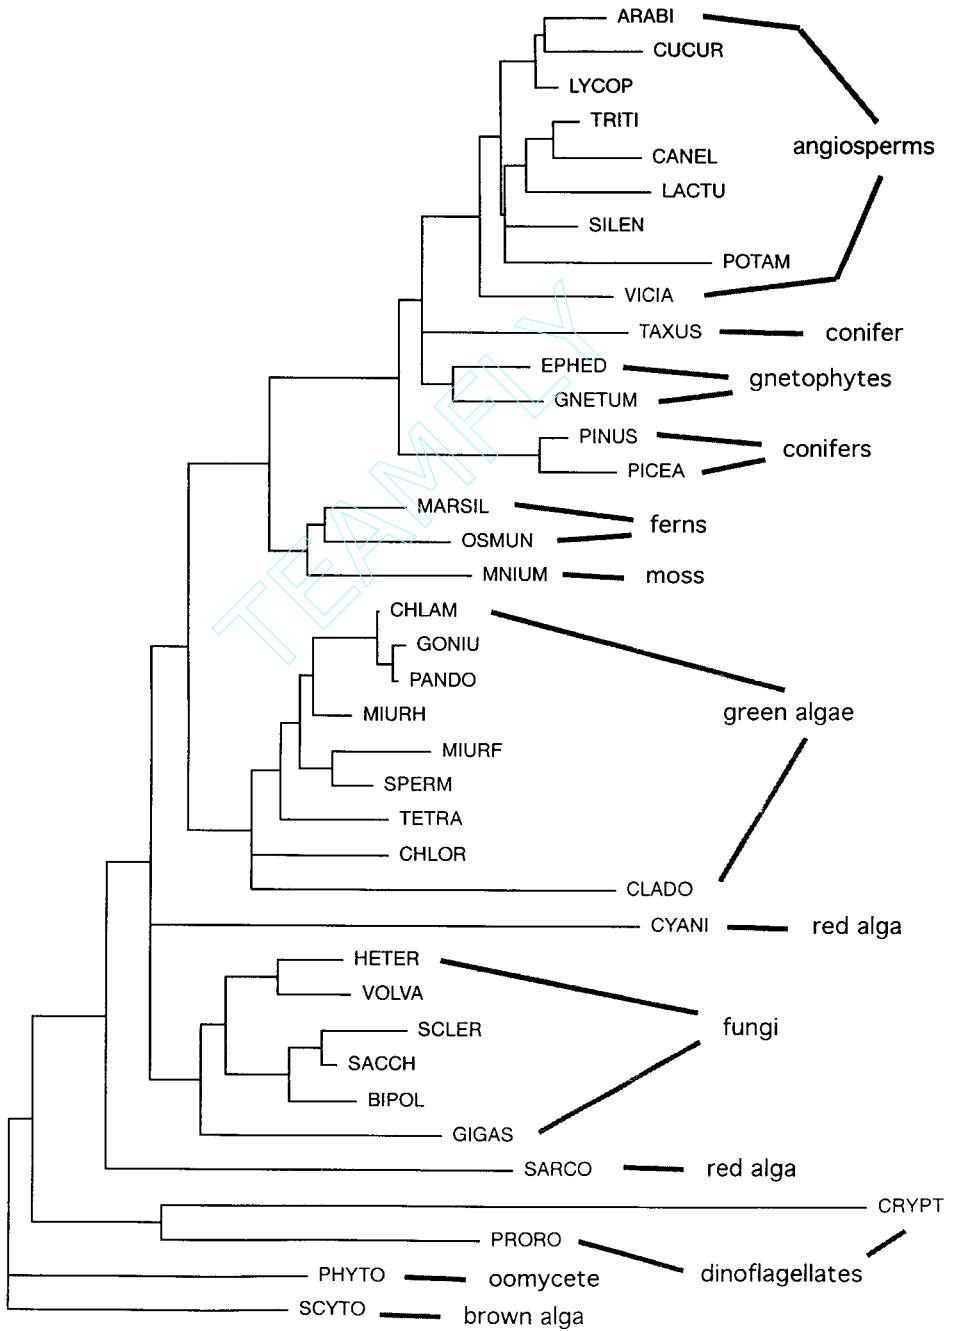 ARABI
CUCUR
LYCOP
TRITI
angiosperms
CANEL
LACTU
SILEN
POTAM
VICIA
TAXUS conifer
EPHED
gnetophytes
GNETUM
PINUS
conifers
PICEA
MARSIL
ferns
OSMUN
MNIUM moss
CHLAM
GONIU
PANDO
MIURH
green algae
MIURF
SPERM
TETRA
CHLOR
CLADO
CYANI red alga
HETER
VOLVA
SCLER
fungi
SACCH
BIPOL
GIGAS
SARCO red alga
CRYPT
PRORO
dinoflagellates
PHYTO oomycete
SCYTO brown alga
TEAMFLY